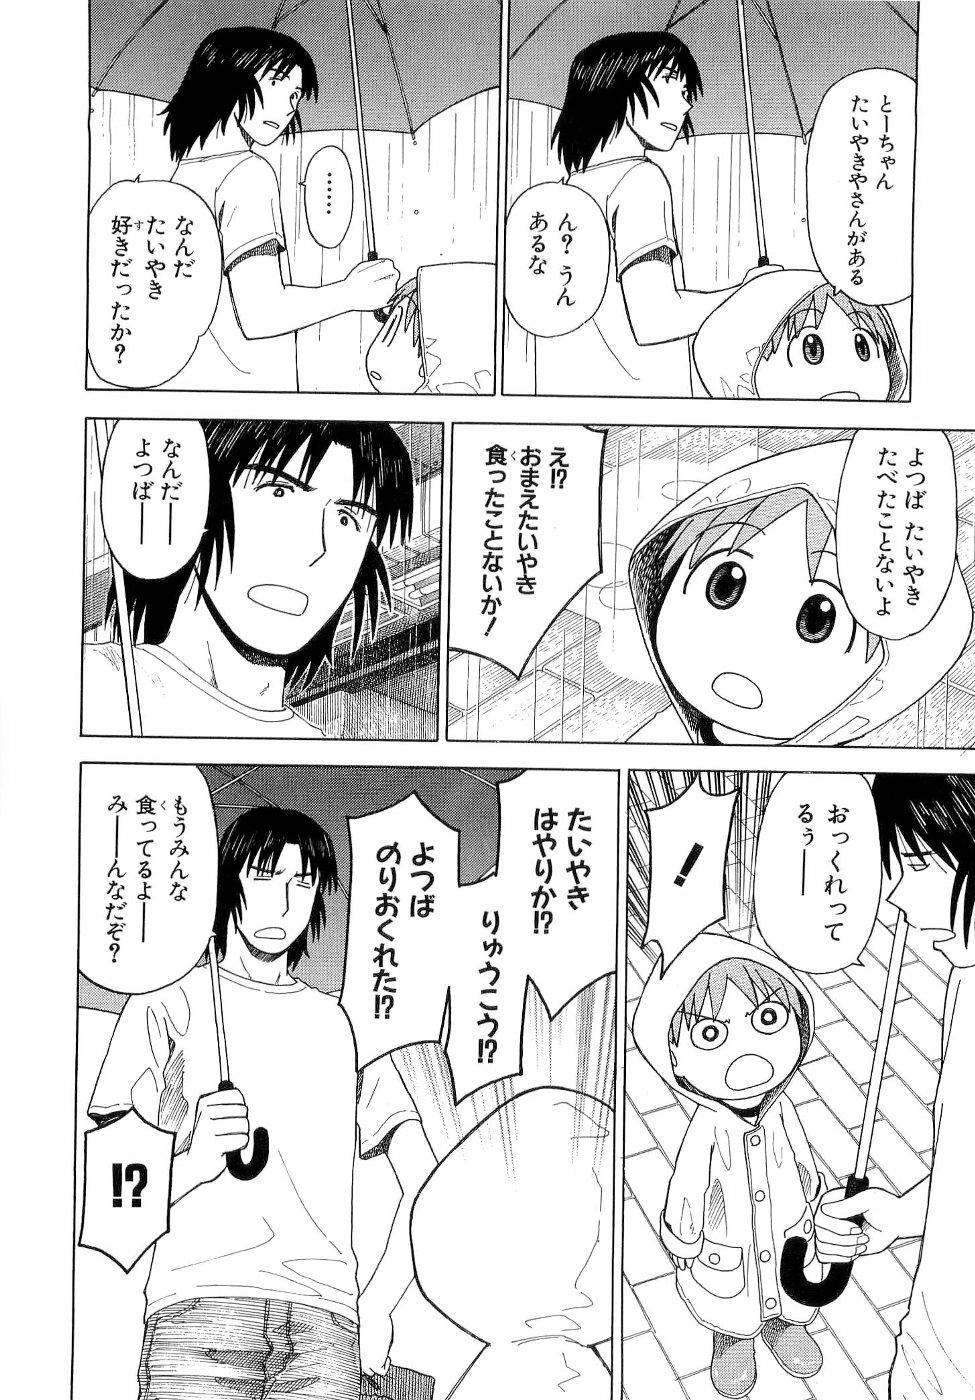 とーちゃん
たいやきやさんがある
ん？うん
あるな
……
なんだ
たいやき
好きだったか？
よつば たいやき
たべたことないよ
え!?
おまえたいやき
食ったことないか！
なんだ──
よつば──
おっくれって
るぅ──
！
たいやき
はやりか!?
りゅうこう!?
よつば
のりおくれた!?
もうみんな
食ってるよ──
み──んなだぞ？
!?